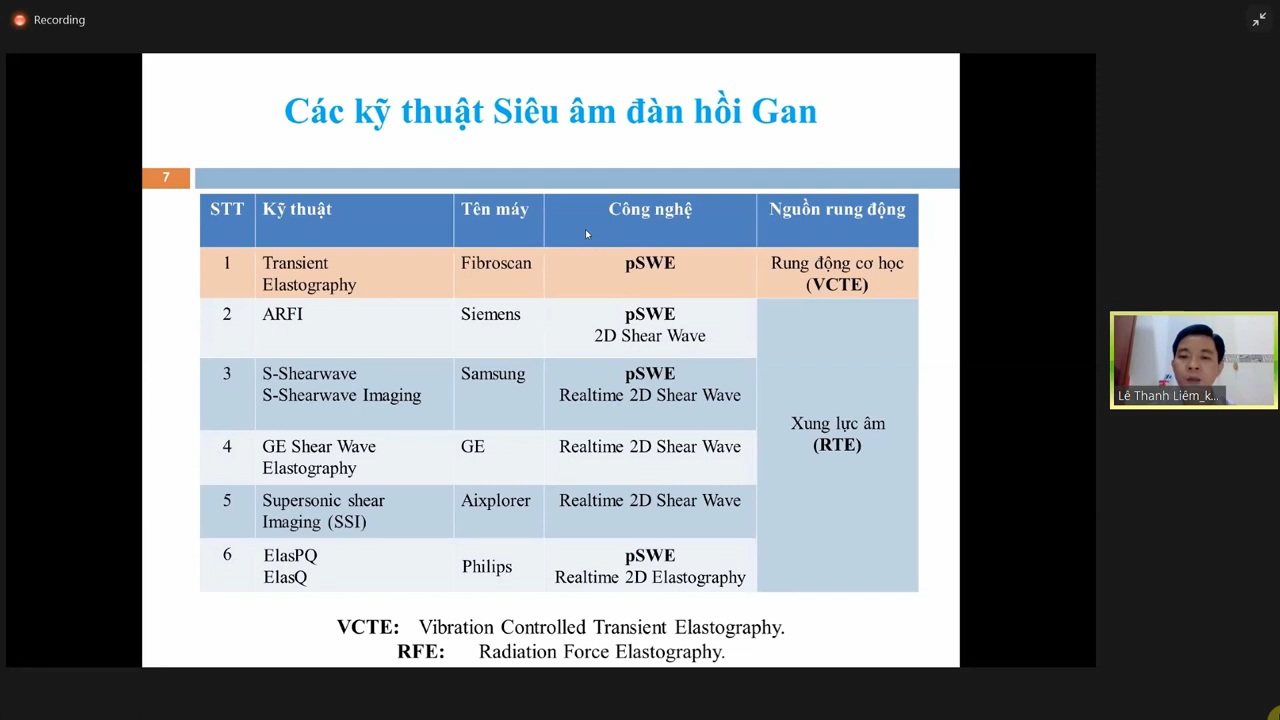 Recording
Các kỹ thuật Siêu âm đàn hồi Gan
7
STT Kỹ thuật Tên máy Công nghệ Nguồn rung động
1 Transient Fibroscan pSWE Rung động cơ học
Elastography (VCTE)
2 ARFI Siemens pSWE
2D Shear Wave
3 S-Shearwave Samsung pSWE
S-Shearwave Imaging Realtime 2D Shear Wave
Xung lực âm
(RTE)
4 GE Shear Wave GE Realtime 2D Shear Wave
Elastography
5 Supersonic shear Aixplorer Realtime 2D Shear Wave
Imaging (SSI)
6 ElasPQ Philips pSWE
ElasQ Realtime 2D Elastography
VCTE: Vibration Controlled Transient Elastography.
RFE: Radiation Force Elastography.
Lê Thanh Liêm_k...